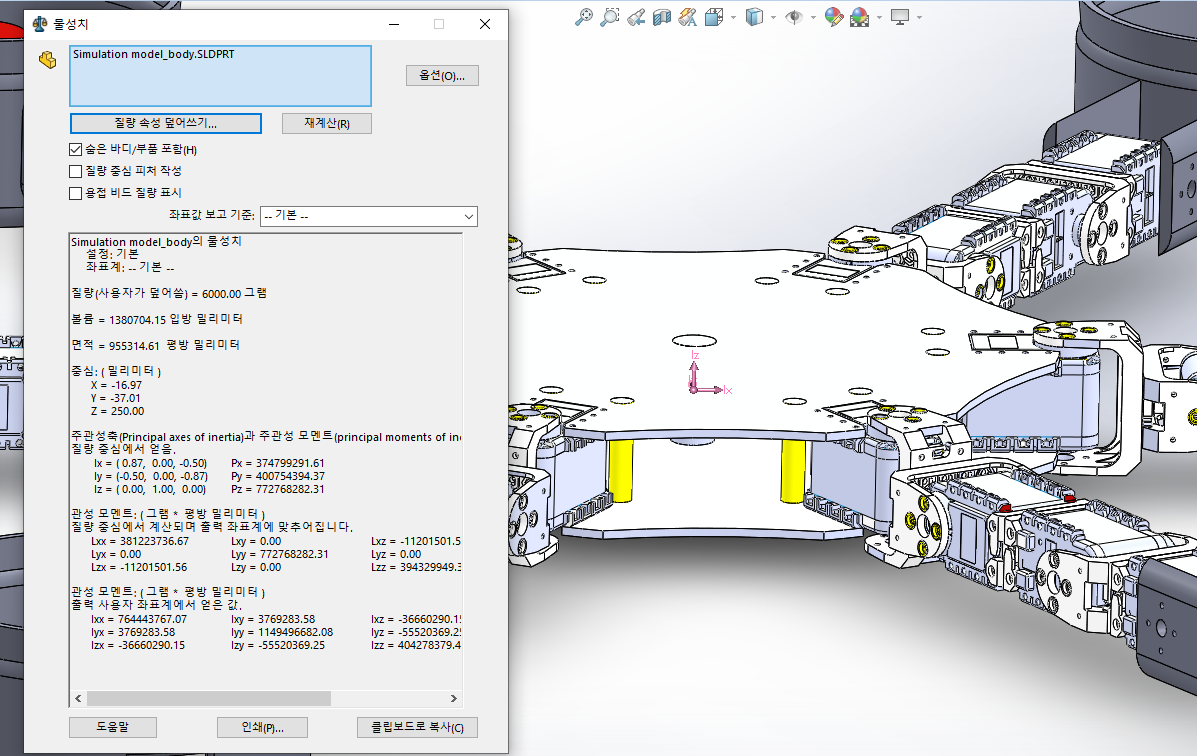 물성치
Simulation model_body.SLDPRT
옵션(O)...
질량 속성 덮어쓰기...
재계산(R)
숨은 바디/부품 포함(H)
질량 중심 피처 작성
용접 비드 질량 표시
좌표값 보고 기준:
-- 기본 --
Simulation model_body의 물성치
설정: 기본
좌표계: -- 기본 --
질량(사용자가 덮어씀) = 6000.00 그램
볼륨 = 1380704.15 입방 밀리미터
면적 = 955314.61 평방 밀리미터
중심: ( 밀리미터 )
X = -16.97
Y = -37.01
Z = 250.00
주관성축(Principal axes of inertia)과 주관성 모멘트(principal moments of ine
질량 중심에서 얻음.
Ix = ( 0.87, 0.00, -0.50) Px = 374799291.61
Iy = (-0.50, 0.00, -0.87) Py = 400754394.37
Iz = ( 0.00, 1.00, 0.00) Pz = 772768282.31
관성 모멘트: ( 그램 * 평방 밀리미터 )
질량 중심에서 계산되며 출력 좌표계에 맞추어집니다.
Lxx = 381223736.67 Lxy = 0.00 Lxz = -11201501.5
Lyx = 0.00 Lyy = 772768282.31 Lyz = 0.00
Lzx = -11201501.56 Lzy = 0.00 Lzz = 394329949.3
관성 모멘트: ( 그램 * 평방 밀리미터 )
출력 사용자 좌표계에서 얻은 값.
Ixx = 764443767.07 Ixy = 3769283.58 Ixz = -36660290.15
Iyx = 3769283.58 Iyy = 1149496682.08 Iyz = -55520369.25
Izx = -36660290.15 Izy = -55520369.25 Izz = 404278379.4
도움말
인쇄(P)...
클립보드로 복사(C)
Iz
Ix